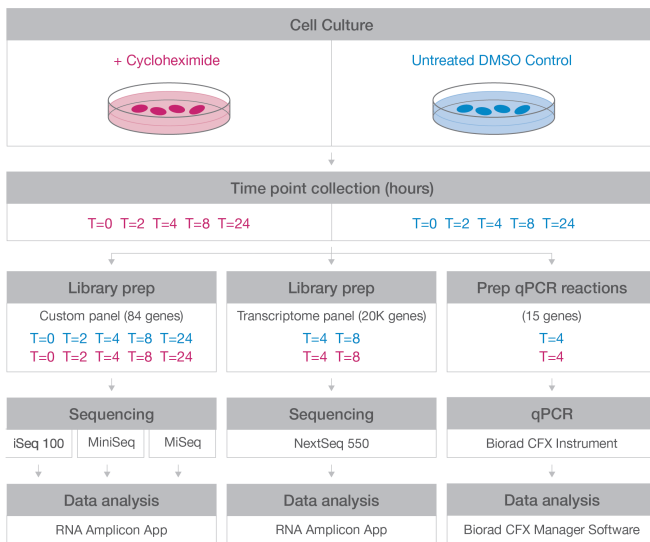 Cell Culture
+ Cycloheximide
Untreated DMSO Control
Time point collection (hours)
T=0 T=2 T=4 T=8 T=24
T=0 T=2 T=4 T=8 T=24
Library prep
Library prep
Prep qPCR reactions
Custom panel (84 genes)
Transcriptome panel (20K genes)
(15 genes)
T=0 T=2 T=4 T=8 T=24
T=4 T=8
T=4
T=0 T=2 T=4 T=8 T=24
T=4 T=8
T=4
Sequencing
Sequencing
qPCR
iSeq 100
MiniSeq
MiSeq
NextSeq 550
Biorad CFX Instrument
Data analysis
Data analysis
Data analysis
RNA Amplicon App
RNA Amplicon App
Biorad CFX Manager Software